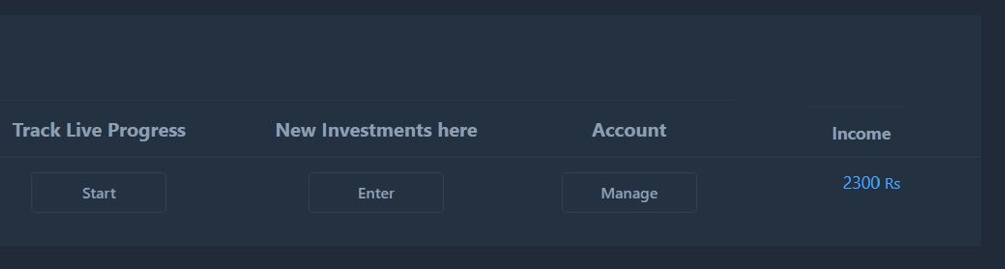 Track Live Progress New Investments here Account Income
Start Enter Manage 2300 Rs